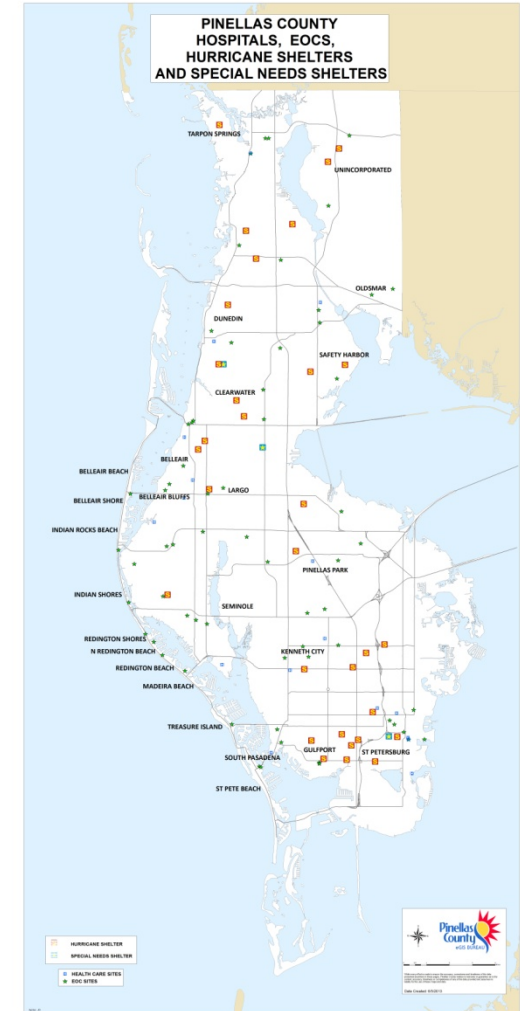 PINELLAS COUNTY
HOSPITALS, EOCS,
HURRICANE SHELTERS
AND SPECIAL NEEDS SHELTERS
TARPON SPRINGS
UNINCORPORATED
OLDSMAR
DUNEDIN
SAFETY HARBOR
CLEARWATER
BELLEAIR
BELLEAIR BEACH
LARGO
BELLEAIR BLUFFS
BELLEAIR SHORE
INDIAN ROCKS BEACH
PINELLAS PARK
INDIAN SHORES
SEMINOLE
REDINGTON SHORES
N REDINGTON BEACH
KENNETH CITY
REDINGTON BEACH
MADEIRA BEACH
TREASURE ISLAND
GULFPORT
ST PETERSBURG
SOUTH PASADENA
ST PETE BEACH
HURRICANE SHELTER
SPECIAL NEEDS SHELTER
HEALTH CARE SITES
EOC SITES
Pinellas
County
eGIS BUREAU